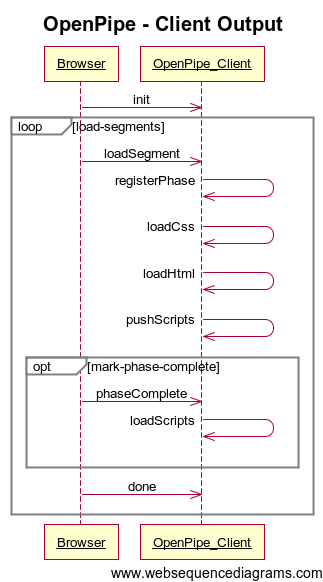 OpenPipe - Client Output
Browser OpenPipe_Client
init
loop [load-segments]
loadSegment
registerPhase
loadCss
loadHtml
pushScripts
opt [mark-phase-complete]
phaseComplete
loadScripts
done
Browser OpenPipe_Client
www.websequencediagrams.com